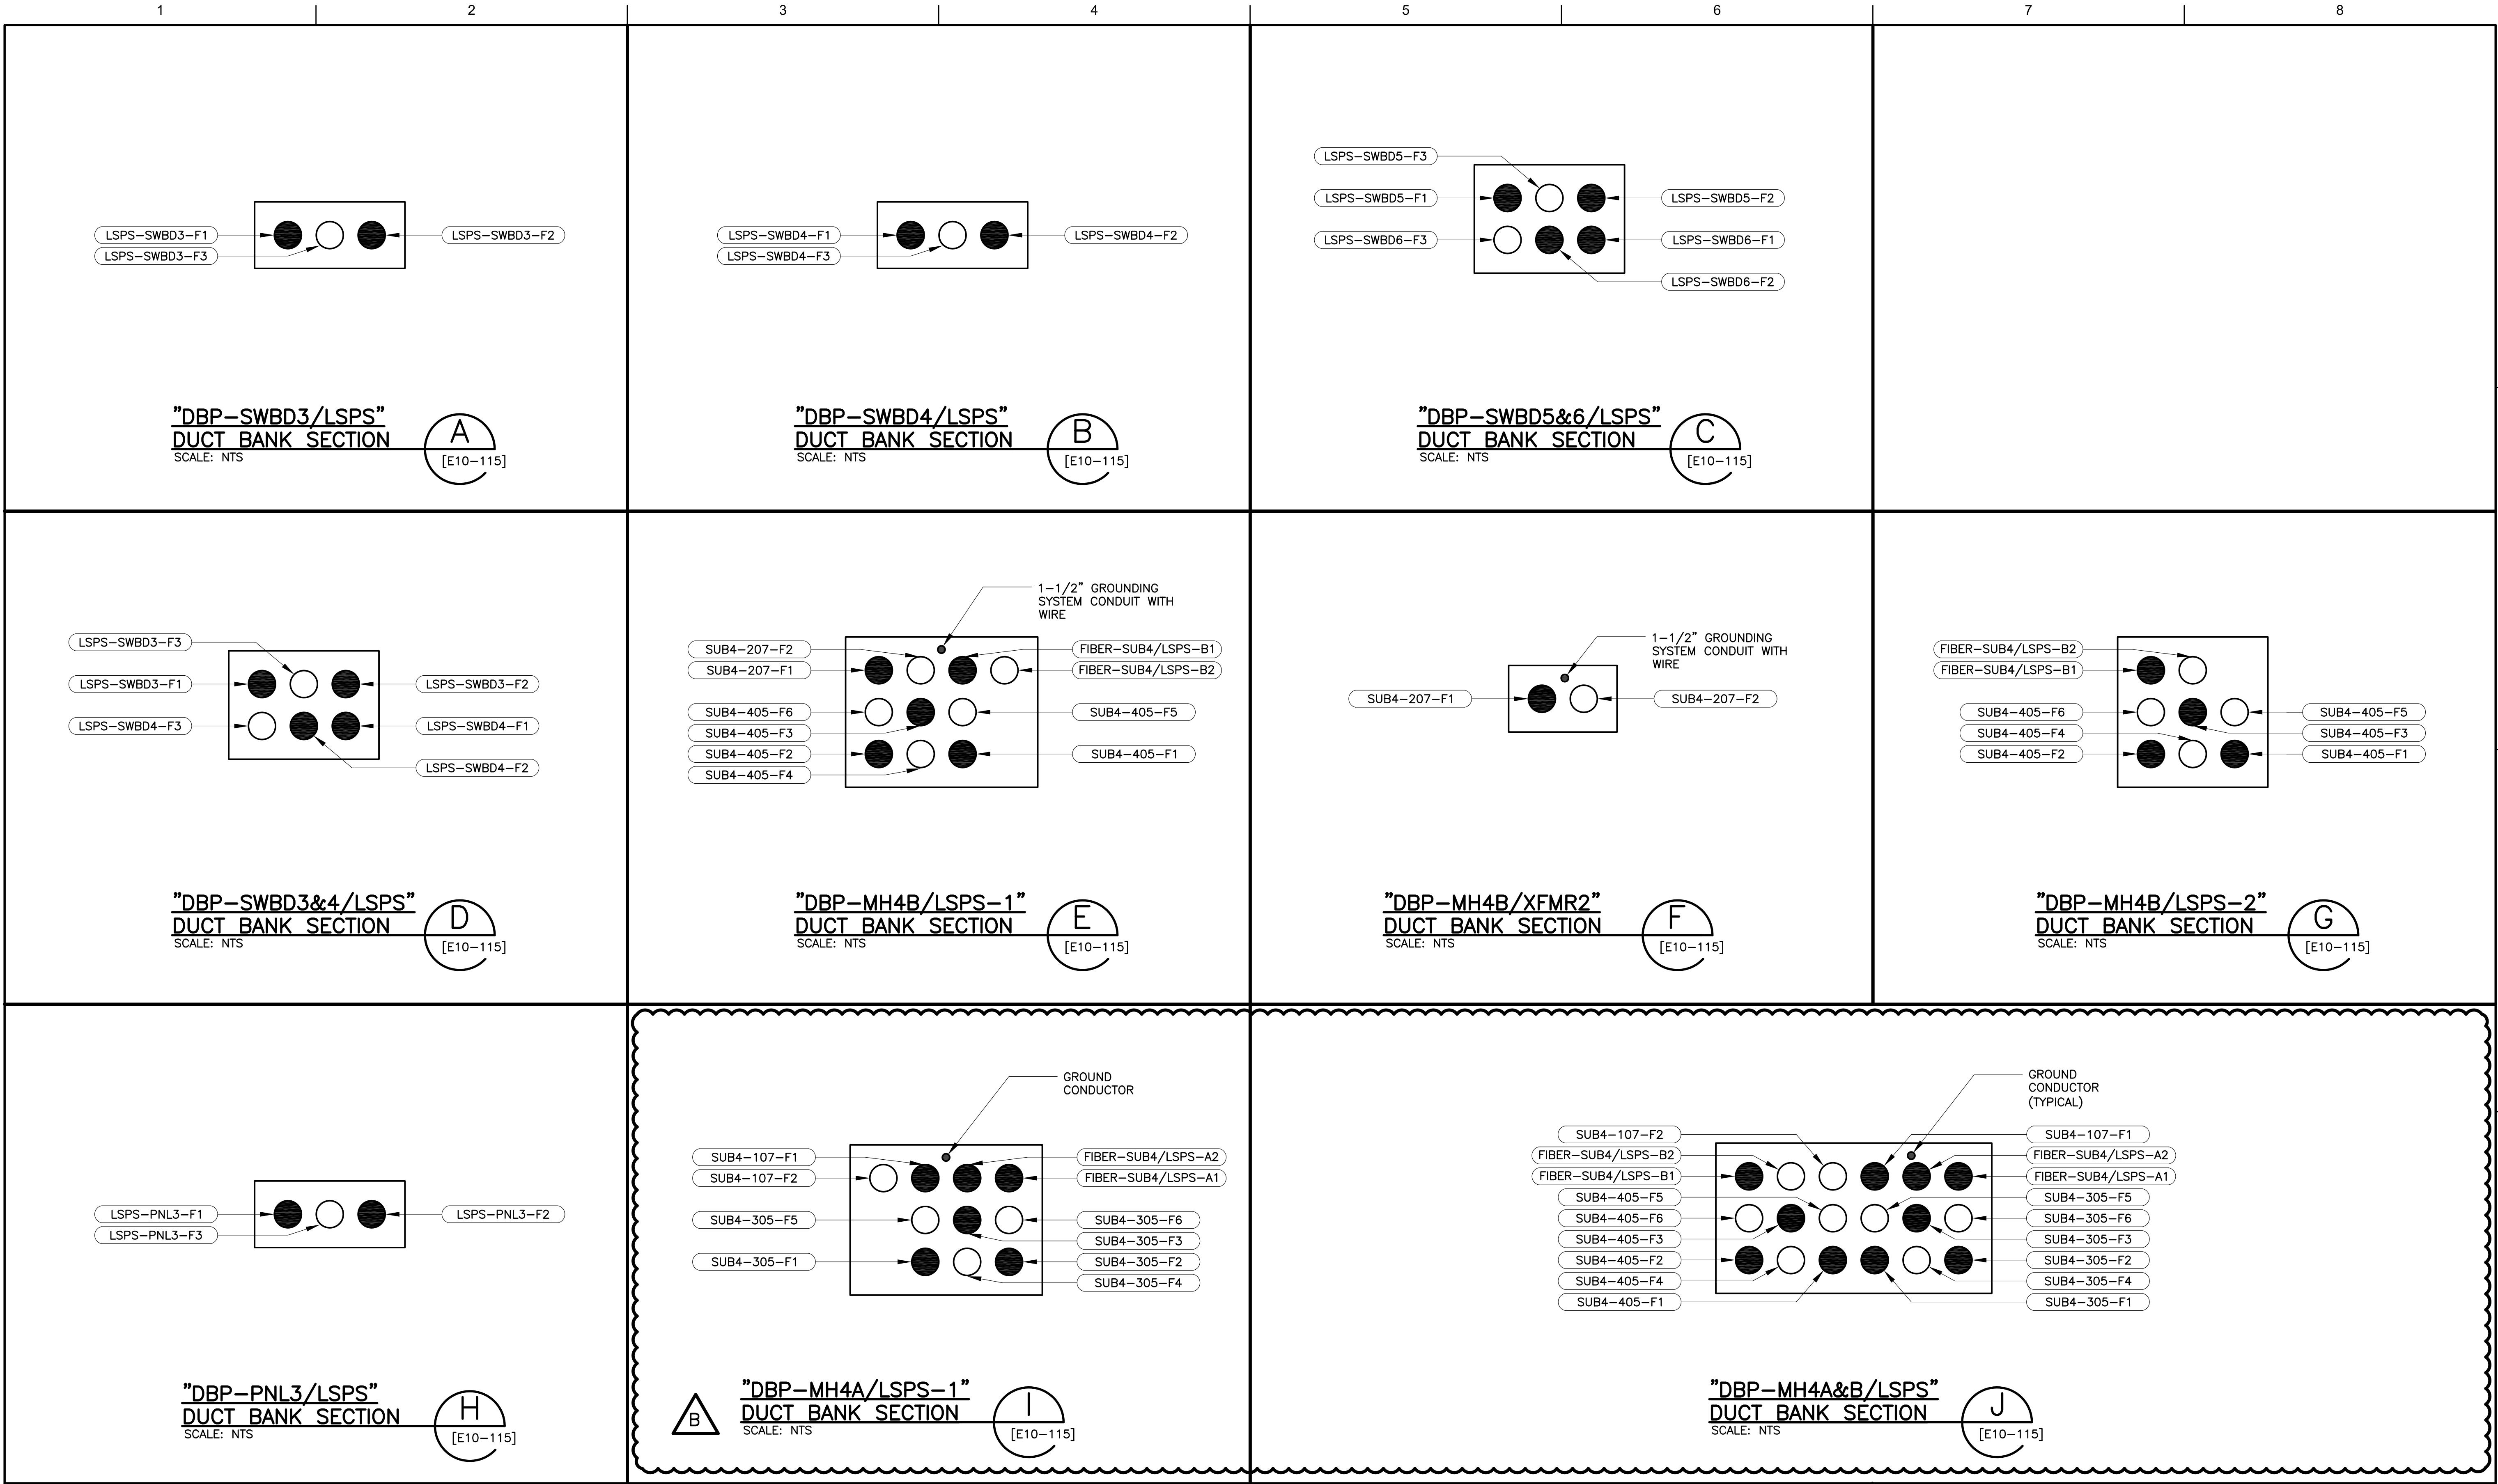 1 2 3 4 5 6 7 8
LSPS-SWBD3-F1
LSPS-SWBD3-F3
LSPS-SWBD3-F2
"DBP-SWBD3/LSPS"
DUCT BANK SECTION
SCALE: NTS
A
[E10-115]
LSPS-SWBD4-F1
LSPS-SWBD4-F3
LSPS-SWBD4-F2
"DBP-SWBD4/LSPS"
DUCT BANK SECTION
SCALE: NTS
B
[E10-115]
LSPS-SWBD5-F3
LSPS-SWBD5-F1
LSPS-SWBD6-F3
LSPS-SWBD5-F2
LSPS-SWBD6-F1
LSPS-SWBD6-F2
"DBP-SWBD5&6/LSPS"
DUCT BANK SECTION
SCALE: NTS
C
[E10-115]
LSPS-SWBD3-F3
LSPS-SWBD3-F1
LSPS-SWBD4-F3
LSPS-SWBD3-F2
LSPS-SWBD4-F1
LSPS-SWBD4-F2
"DBP-SWBD3&4/LSPS"
DUCT BANK SECTION
SCALE: NTS
D
[E10-115]
1-1/2" GROUNDING
SYSTEM CONDUIT WITH
WIRE
SUB4-207-F2
SUB4-207-F1
SUB4-405-F6
SUB4-405-F3
SUB4-405-F2
SUB4-405-F4
FIBER-SUB4/LSPS-B1
FIBER-SUB4/LSPS-B2
SUB4-405-F5
SUB4-405-F1
"DBP-MH4B/LSPS-1"
DUCT BANK SECTION
SCALE: NTS
E
[E10-115]
1-1/2" GROUNDING
SYSTEM CONDUIT WITH
WIRE
SUB4-207-F1
SUB4-207-F2
"DBP-MH4B/XFMR2"
DUCT BANK SECTION
SCALE: NTS
F
[E10-115]
FIBER-SUB4/LSPS-B2
FIBER-SUB4/LSPS-B1
SUB4-405-F6
SUB4-405-F4
SUB4-405-F2
SUB4-405-F5
SUB4-405-F3
SUB4-405-F1
"DBP-MH4B/LSPS-2"
DUCT BANK SECTION
SCALE: NTS
G
[E10-115]
LSPS-PNL3-F1
LSPS-PNL3-F3
LSPS-PNL3-F2
"DBP-PNL3/LSPS"
DUCT BANK SECTION
SCALE: NTS
H
[E10-115]
GROUND
CONDUCTOR
SUB4-107-F1
SUB4-107-F2
SUB4-305-F5
SUB4-305-F1
FIBER-SUB4/LSPS-A2
FIBER-SUB4/LSPS-A1
SUB4-305-F6
SUB4-305-F3
SUB4-305-F2
SUB4-305-F4
B
"DBP-MH4A/LSPS-1"
DUCT BANK SECTION
SCALE: NTS
I
[E10-115]
GROUND
CONDUCTOR
(TYPICAL)
SUB4-107-F2
FIBER-SUB4/LSPS-B2
FIBER-SUB4/LSPS-B1
SUB4-405-F5
SUB4-405-F6
SUB4-405-F3
SUB4-405-F2
SUB4-405-F4
SUB4-405-F1
SUB4-107-F1
FIBER-SUB4/LSPS-A2
FIBER-SUB4/LSPS-A1
SUB4-305-F5
SUB4-305-F6
SUB4-305-F3
SUB4-305-F2
SUB4-305-F4
SUB4-305-F1
"DBP-MH4A&B/LSPS"
DUCT BANK SECTION
SCALE: NTS
J
[E10-115]